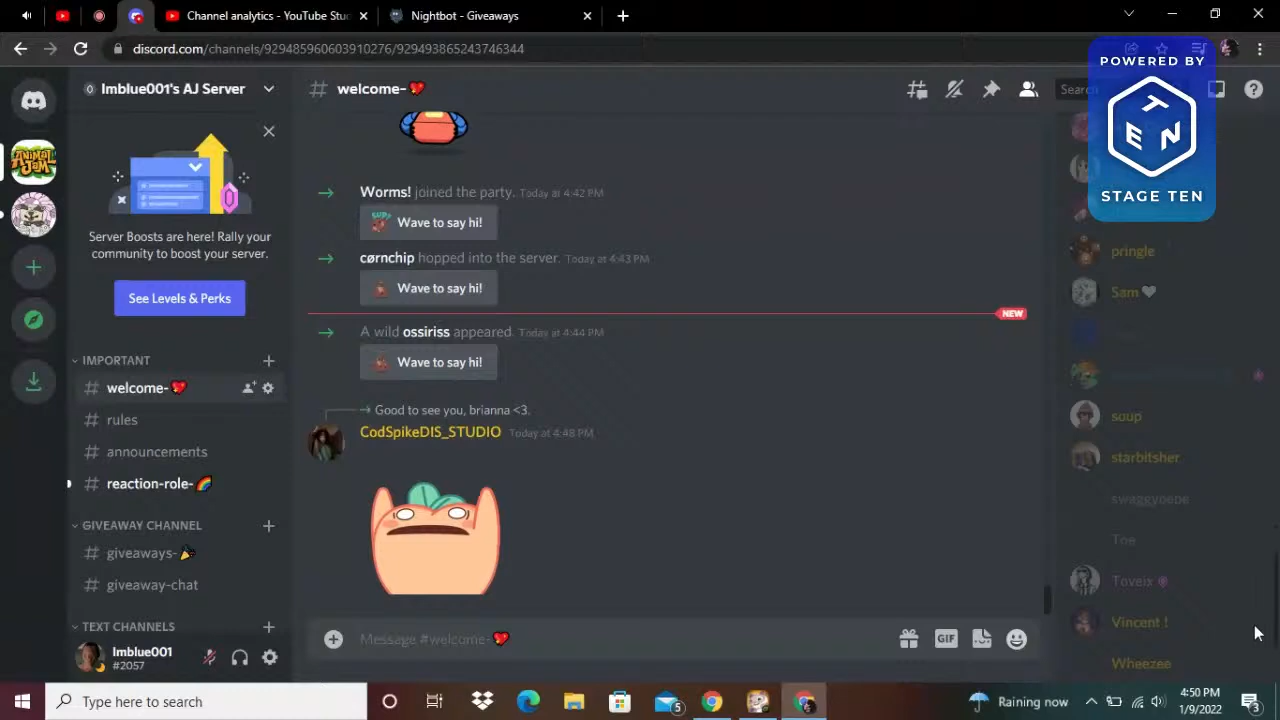 Channel analytics - YouTube Stu
Nightbot - Giveaways
discord.com/channels/929485960603910276/929493865243746344
POWERED BY
TEN
STAGE TEN
Imblue001's AJ Server
# welcome-💖
Search
ANIMAL JAM
Server Boosts are here! Rally your
community to boost your server.
See Levels & Perks
IMPORTANT
# welcome-💖
# rules
# announcements
# reaction-role-🌈
GIVEAWAY CHANNEL
# giveaways-🎉
# giveaway-chat
TEXT CHANNELS
Imblue001
#2057
Worms! joined the party. Today at 4:42 PM
Wave to say hi!
cørnchip hopped into the server. Today at 4:43 PM
Wave to say hi!
NEW
A wild ossiriss appeared. Today at 4:44 PM
Wave to say hi!
Good to see you, brianna <3.
CodSpikeDIS_STUDIO Today at 4:48 PM
Message #welcome-💖
GIF
pringle
Sam🤍
soup
starbitsher
swaggyoebe
Toe
Toveix
Vincent !
Wheezee
Type here to search
5
Raining now
4:50 PM
1/9/2022
3